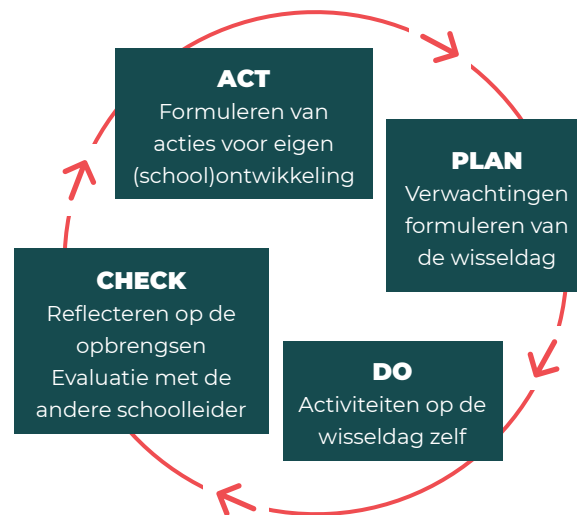 ACT
Formuleren van
acties voor eigen
(school)ontwikkeling
PLAN
Verwachtingen
formuleren van
de wisseldag
DO
Activiteiten op de
wisseldag zelf
CHECK
Reflecteren op de
opbrengsen
Evaluatie met de
andere schoolleider